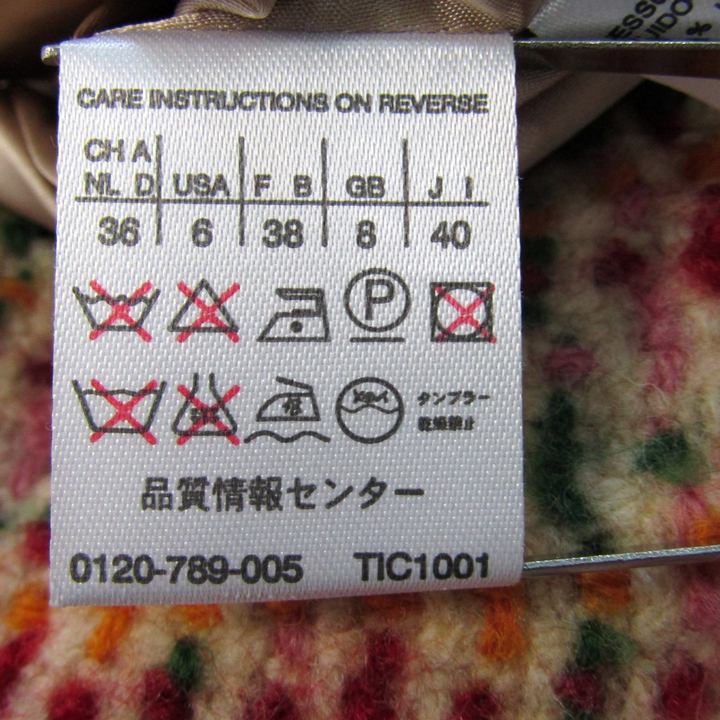 CARE INSTRUCTIONS ON REVERSE
CH A
NL D USA F B GB J I
36 6 38 8 40
P
タンブラー
乾燥禁止
品質情報センター
0120-789-005 TIC1001